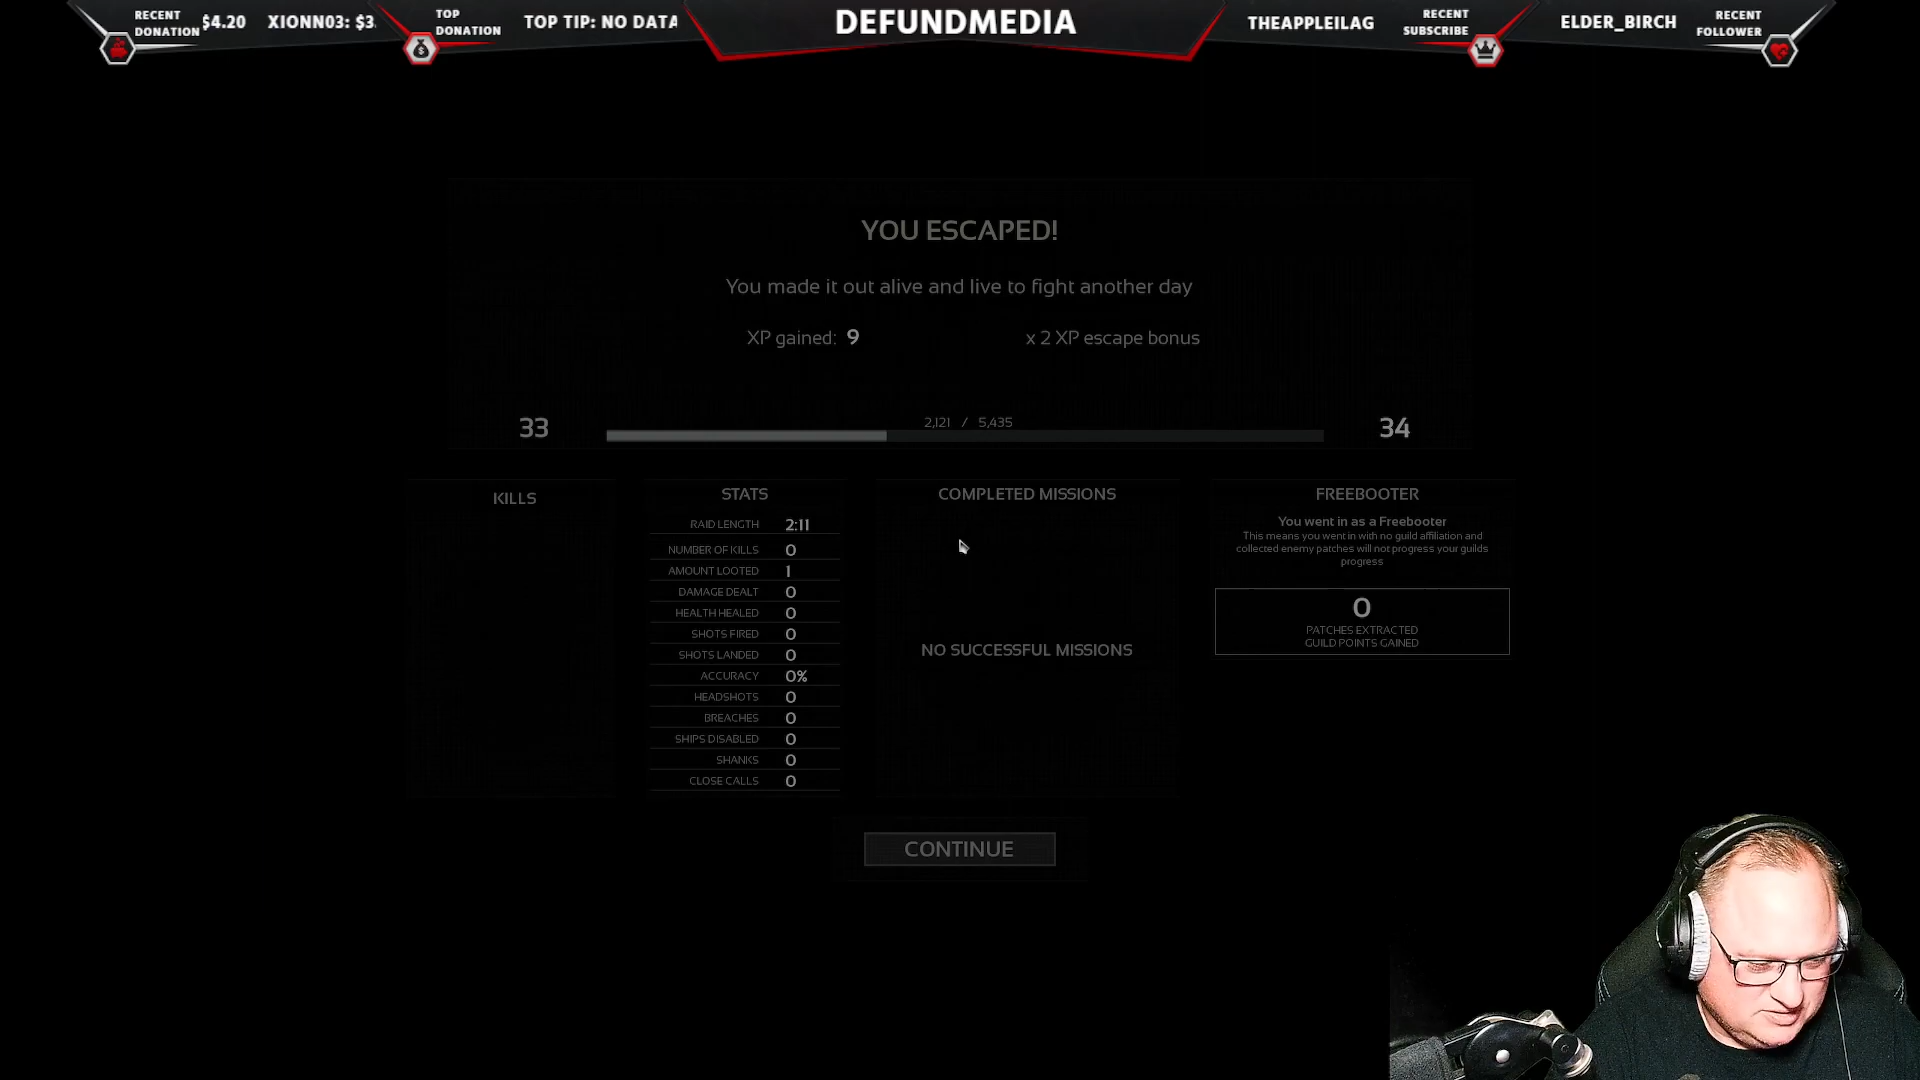 RECENT DONATION
$4.20 XIONN03: $3
TOP DONATION
TOP TIP: NO DATA
DEFUNDMEDIA
THEAPPLEILAG
RECENT SUBSCRIBE
ELDER_BIRCH
RECENT FOLLOWER
YOU ESCAPED!
You made it out alive and live to fight another day
XP gained: 9
x 2 XP escape bonus
33
2,121 / 5,435
34
KILLS
STATS
RAID LENGTH 2:11
NUMBER OF KILLS 0
AMOUNT LOOTED 1
DAMAGE DEALT 0
HEALTH HEALED 0
SHOTS FIRED 0
SHOTS LANDED 0
ACCURACY 0%
HEADSHOTS 0
BREACHES 0
SHIPS DISABLED 0
SHANKS 0
CLOSE CALLS 0
COMPLETED MISSIONS
NO SUCCESSFUL MISSIONS
FREEBOOTER
You went in as a Freebooter
This means you went in with no guild affiliation and
collected enemy patches will not progress your guilds
progress
0
PATCHES EXTRACTED
GUILD POINTS GAINED
CONTINUE